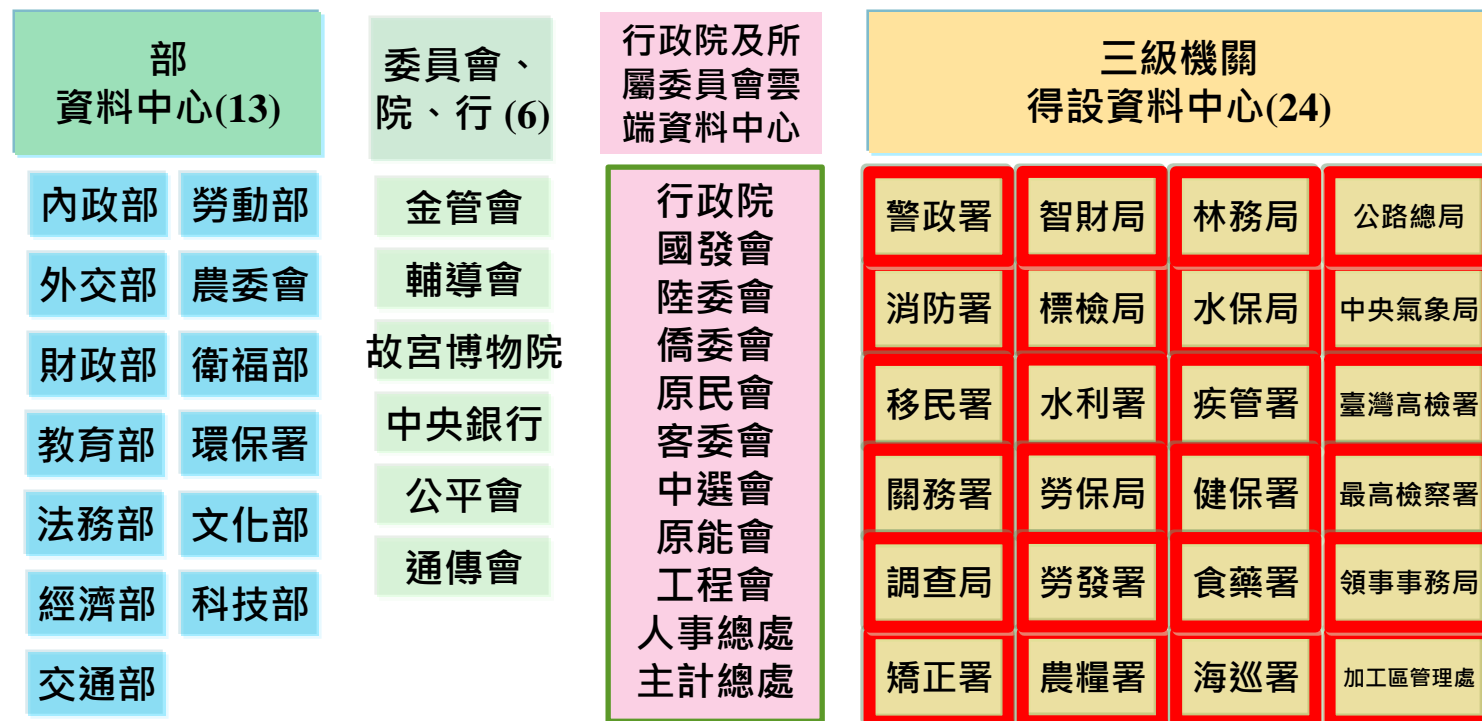 部
資料中心(13)
內政部
勞動部
外交部
農委會
財政部
衛福部
教育部
環保署
法務部
文化部
經濟部
科技部
交通部
委員會、
院、行 (6)
金管會
輔導會
故宮博物院
中央銀行
公平會
通傳會
行政院及所
屬委員會雲
端資料中心
行政院
國發會
陸委會
僑委會
原民會
客委會
中選會
原能會
工程會
人事總處
主計總處
三級機關
得設資料中心(24)
警政署
智財局
林務局
公路總局
消防署
標檢局
水保局
中央氣象局
移民署
水利署
疾管署
臺灣高檢署
關務署
勞保局
健保署
最高檢察署
調查局
勞發署
食藥署
領事事務局
矯正署
農糧署
海巡署
加工區管理處